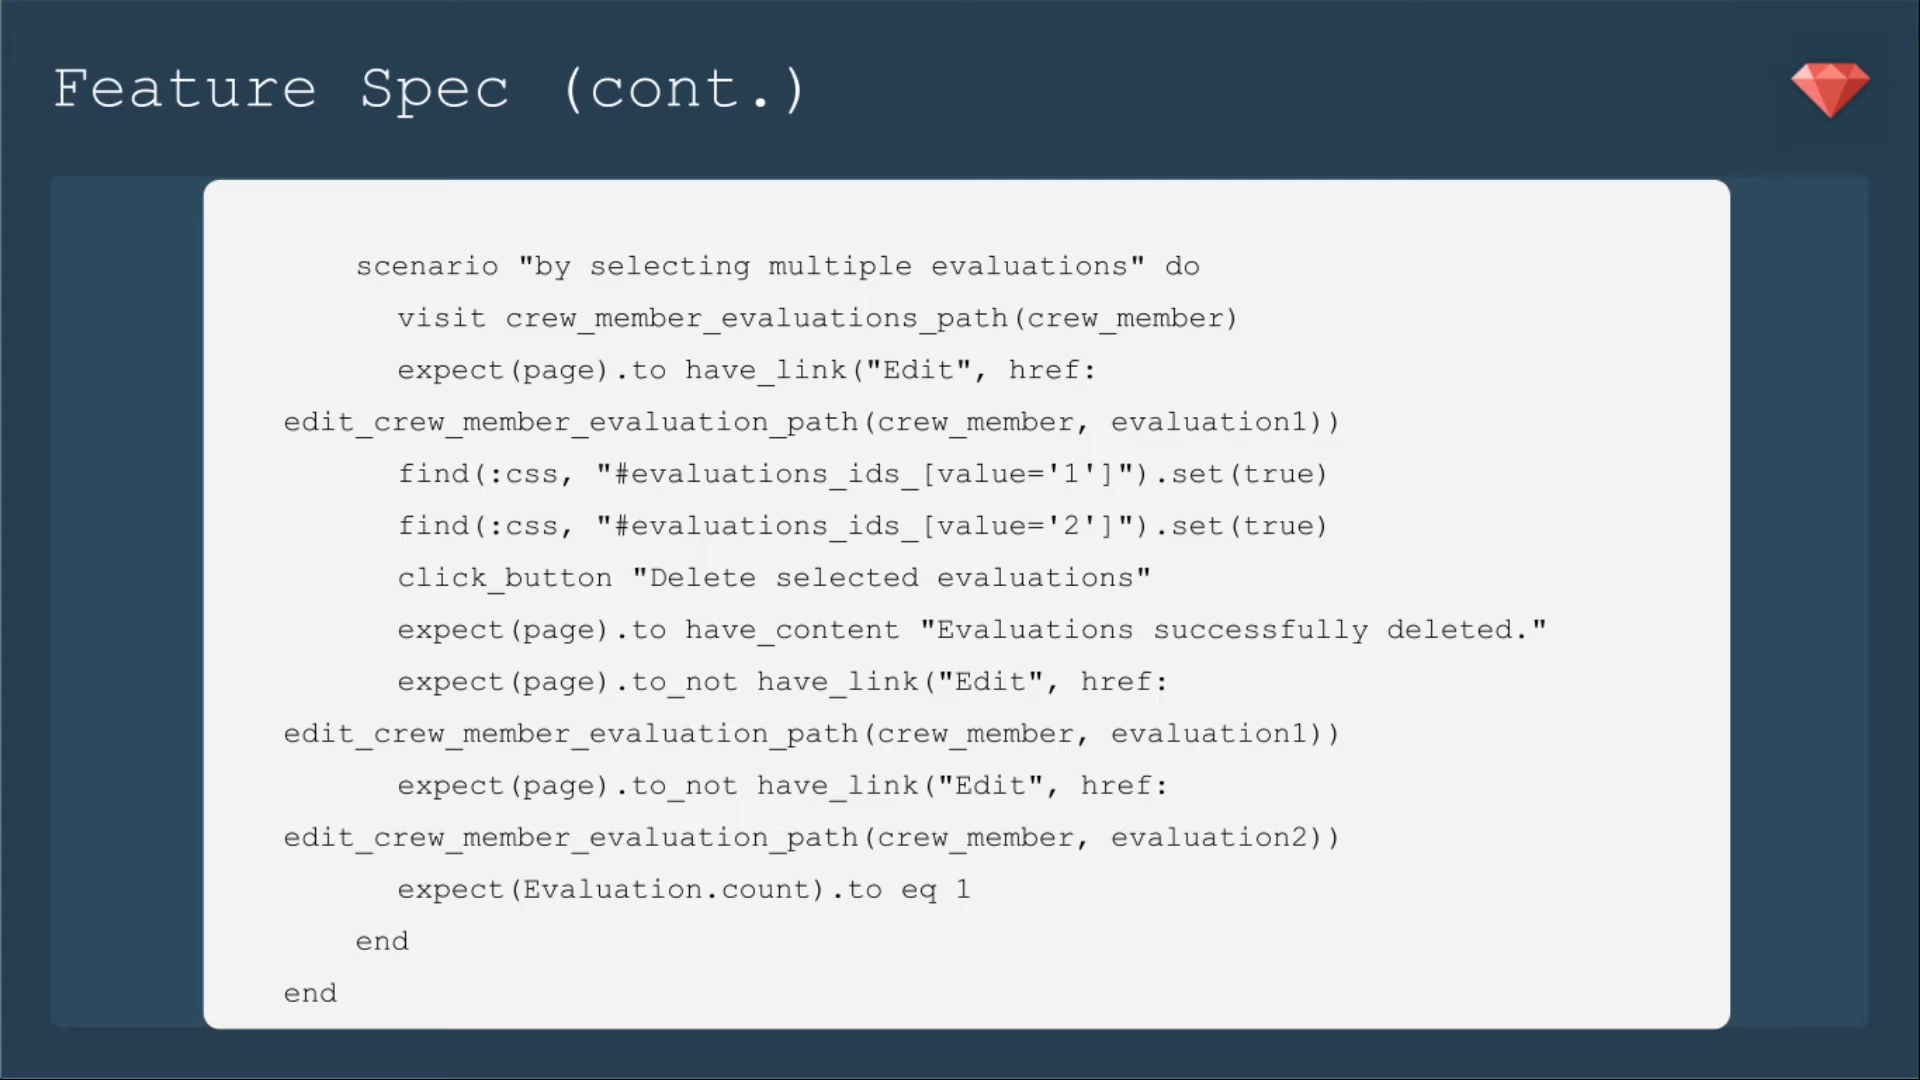 Feature Spec (cont.)
scenario "by selecting multiple evaluations" do
visit crew_member_evaluations_path(crew_member)
expect(page).to have_link("Edit", href:
edit_crew_member_evaluation_path(crew_member, evaluation1))
find(:css, "#evaluations_ids_[value='1']").set(true)
find(:css, "#evaluations_ids_[value='2']").set(true)
click_button "Delete selected evaluations"
expect(page).to have_content "Evaluations successfully deleted."
expect(page).to_not have_link("Edit", href:
edit_crew_member_evaluation_path(crew_member, evaluation1))
expect(page).to_not have_link("Edit", href:
edit_crew_member_evaluation_path(crew_member, evaluation2))
expect(Evaluation.count).to eq 1
end
end